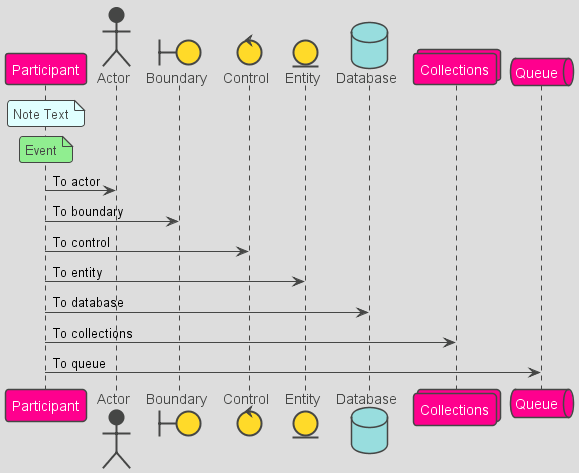 Participant
Actor
Boundary
Control
Entity
Database
Collections
Queue
Note Text
Event
To actor
To boundary
To control
To entity
To database
To collections
To queue
Participant
Actor
Boundary
Control
Entity
Database
Collections
Queue